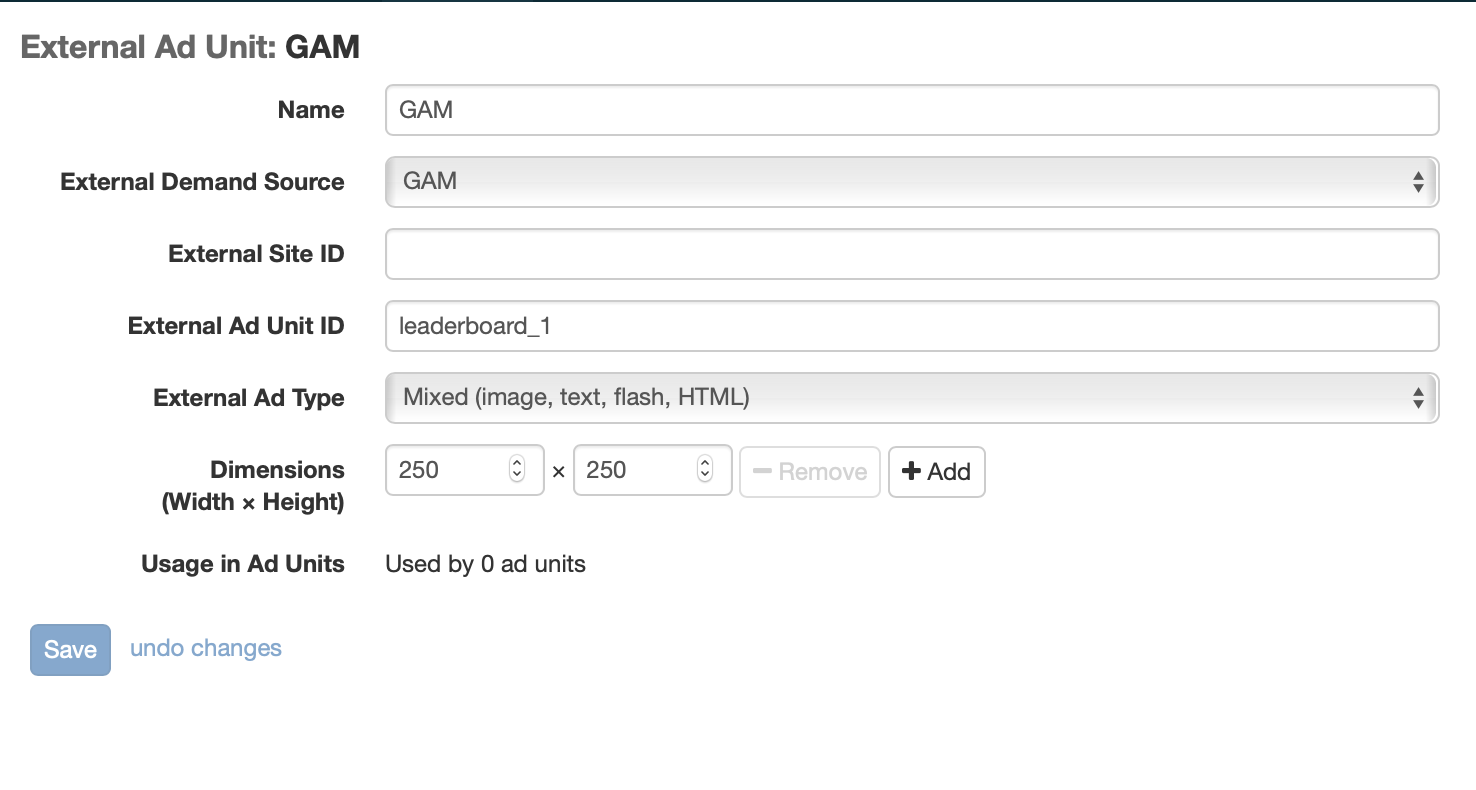 External Ad Unit: GAM
Name GAM
External Demand Source GAM
External Site ID
External Ad Unit ID leaderboard_1
External Ad Type Mixed (image, text, flash, HTML)
Dimensions 250 × 250 Remove Add
(Width × Height)
Usage in Ad Units Used by 0 ad units
Save undo changes